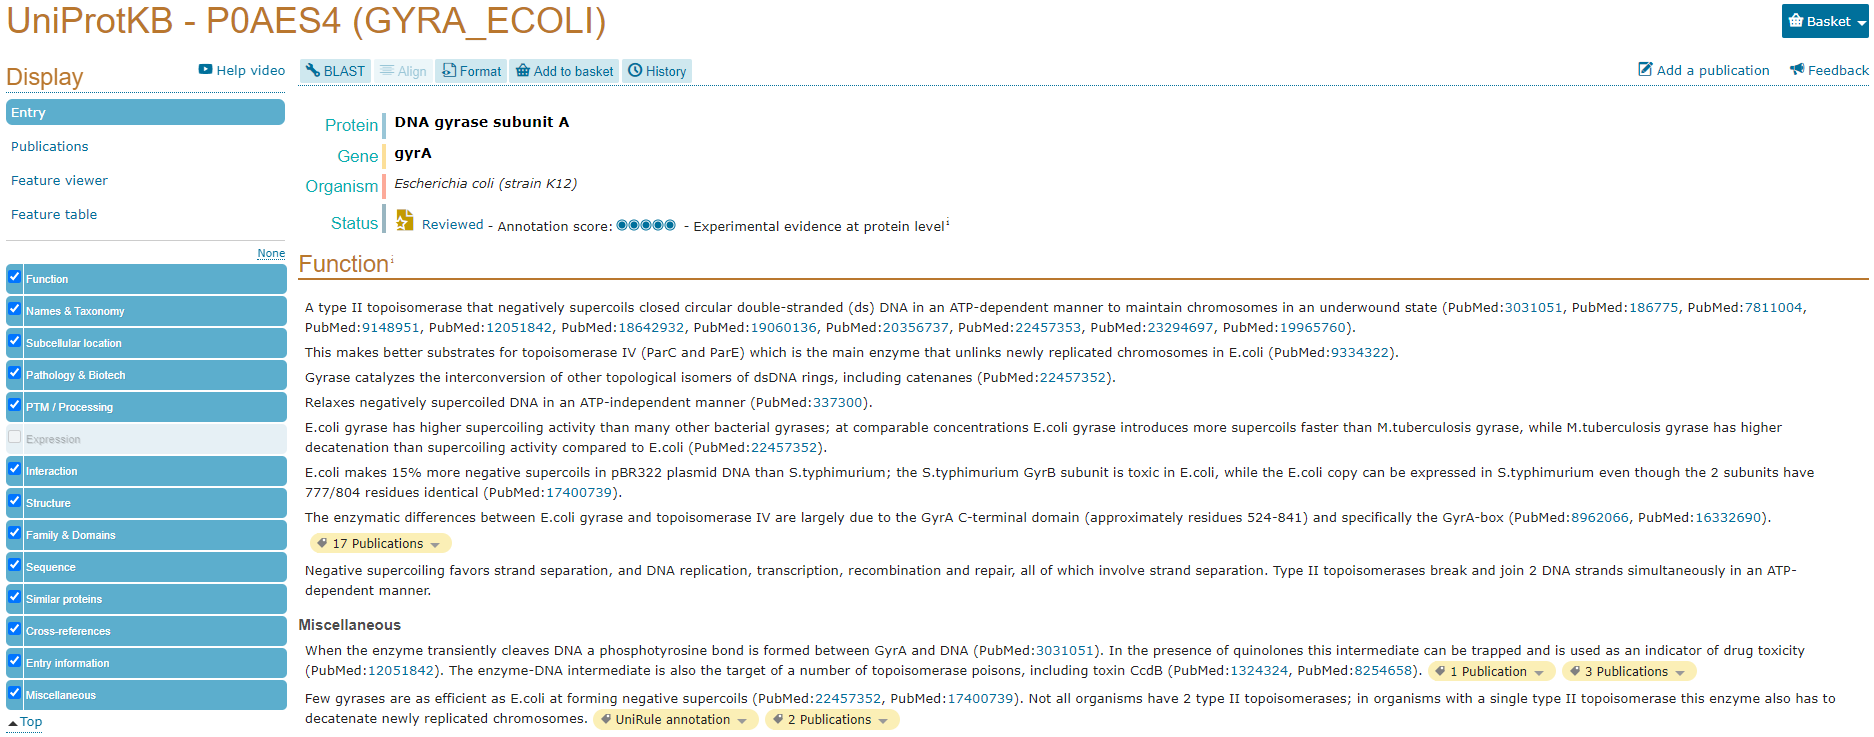 UniProtKB - P0AES4 (GYRA_ECOLI)
Basket
Display
Help video
BLAST Align Format Add to basket History
Add a publication Feedback
Entry
Publications
Feature viewer
Feature table
None
Function
Names & Taxonomy
Subcellular location
Pathology & Biotech
PTM / Processing
Expression
Interaction
Structure
Family & Domains
Sequence
Similar proteins
Cross-references
Entry information
Miscellaneous
Top
Protein DNA gyrase subunit A
Gene gyrA
Organism Escherichia coli (strain K12)
Status Reviewed - Annotation score: - Experimental evidence at protein level i
Function i
A type II topoisomerase that negatively supercoils closed circular double-stranded (ds) DNA in an ATP-dependent manner to maintain chromosomes in an underwound state (PubMed:3031051, PubMed:186775, PubMed:7811004,
PubMed:9148951, PubMed:12051842, PubMed:18642932, PubMed:19060136, PubMed:20356737, PubMed:22457353, PubMed:23294697, PubMed:19965760).
This makes better substrates for topoisomerase IV (ParC and ParE) which is the main enzyme that unlinks newly replicated chromosomes in E.coli (PubMed:9334322).
Gyrase catalyzes the interconversion of other topological isomers of dsDNA rings, including catenanes (PubMed:22457352).
Relaxes negatively supercoiled DNA in an ATP-independent manner (PubMed:337300).
E.coli gyrase has higher supercoiling activity than many other bacterial gyrases; at comparable concentrations E.coli gyrase introduces more supercoils faster than M.tuberculosis gyrase, while M.tuberculosis gyrase has higher
decatenation than supercoiling activity compared to E.coli (PubMed:22457352).
E.coli makes 15% more negative supercoils in pBR322 plasmid DNA than S.typhimurium; the S.typhimurium GyrB subunit is toxic in E.coli, while the E.coli copy can be expressed in S.typhimurium even though the 2 subunits have
777/804 residues identical (PubMed:17400739).
The enzymatic differences between E.coli gyrase and topoisomerase IV are largely due to the GyrA C-terminal domain (approximately residues 524-841) and specifically the GyrA-box (PubMed:8962066, PubMed:16332690).
17 Publications
Negative supercoiling favors strand separation, and DNA replication, transcription, recombination and repair, all of which involve strand separation. Type II topoisomerases break and join 2 DNA strands simultaneously in an ATP-
dependent manner.
Miscellaneous
When the enzyme transiently cleaves DNA a phosphotyrosine bond is formed between GyrA and DNA (PubMed:3031051). In the presence of quinolones this intermediate can be trapped and is used as an indicator of drug toxicity
(PubMed:12051842). The enzyme-DNA intermediate is also the target of a number of topoisomerase poisons, including toxin CcdB (PubMed:1324324, PubMed:8254658). 1 Publication 3 Publications
Few gyrases are as efficient as E.coli at forming negative supercoils (PubMed:22457352, PubMed:17400739). Not all organisms have 2 type II topoisomerases; in organisms with a single type II topoisomerase this enzyme also has to
decatenate newly replicated chromosomes. UniRule annotation 2 Publications